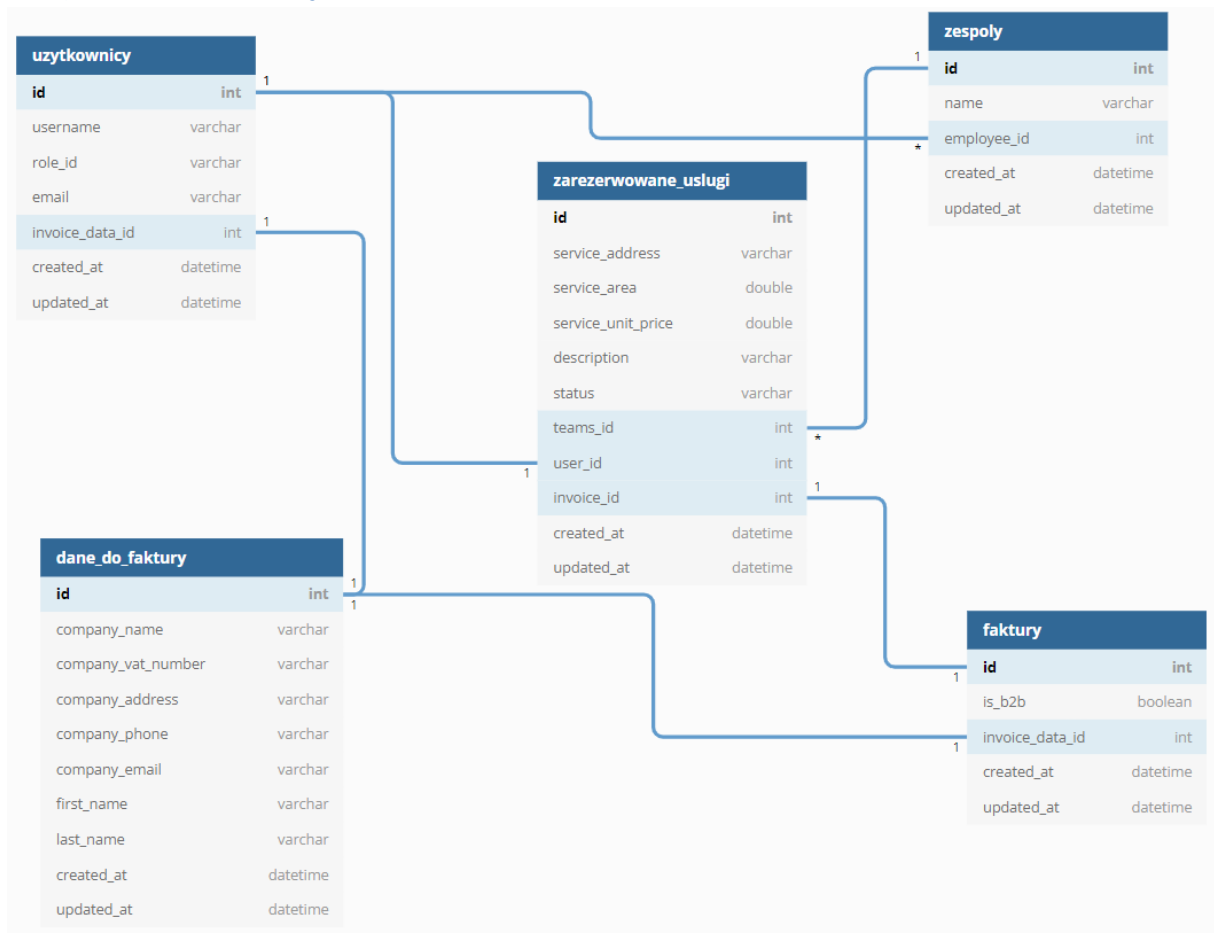 uzytkownicy
id int
username varchar
role_id varchar
email varchar
invoice_data_id int
created_at datetime
updated_at datetime
1
1
zespoly
id int
name varchar
employee_id int
created_at datetime
updated_at datetime
1
*
zarezerwowane_uslugi
id int
service_address varchar
service_area double
service_unit_price double
description varchar
status varchar
teams_id int
user_id int
invoice_id int
created_at datetime
updated_at datetime
*
1
1
dane_do_faktury
id int
company_name varchar
company_vat_number varchar
company_address varchar
company_phone varchar
company_email varchar
first_name varchar
last_name varchar
created_at datetime
updated_at datetime
1
1
faktury
id int
is_b2b boolean
invoice_data_id int
created_at datetime
updated_at datetime
1
1